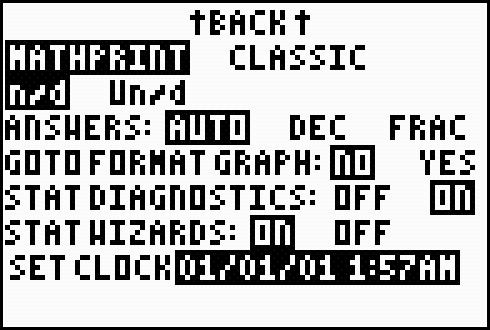 ↑BACK↑
MATHPRINT CLASSIC
n/d Un/d
ANSWERS: AUTO DEC FRAC
GOTO FORMAT GRAPH: NO YES
STAT DIAGNOSTICS: OFF ON
STAT WIZARDS: ON OFF
SET CLOCK 01/01/01 1:57AM